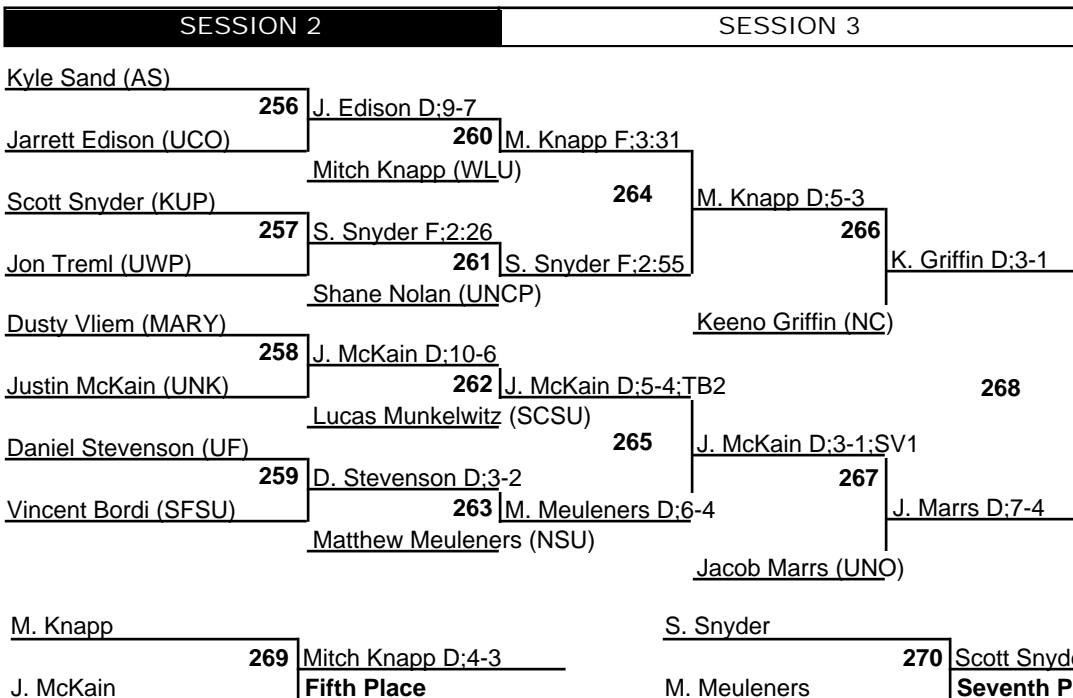 SESSION 2 SESSION 3
Kyle Sand (AS)
256 J. Edison D;9-7
Jarrett Edison (UCO) 260 M. Knapp F;3:31
Mitch Knapp (WLU)
Scott Snyder (KUP) 264 M. Knapp D;5-3
257 S. Snyder F;2:26 266
Jon Treml (UWP) 261 S. Snyder F;2:55 K. Griffin D;3-1
Shane Nolan (UNCP)
Dusty Vliem (MARY) Keeno Griffin (NC)
258 J. McKain D;10-6
Justin McKain (UNK) 262 J. McKain D;5-4;TB2 268
Lucas Munkelwitz (SCSU)
Daniel Stevenson (UF) 265 J. McKain D;3-1;SV1
259 D. Stevenson D;3-2 267
Vincent Bordi (SFSU) 263 M. Meuleners D;6-4 J. Marrs D;7-4
Matthew Meuleners (NSU)
Jacob Marrs (UNO)
M. Knapp S. Snyder
269 Mitch Knapp D;4-3 270 Scott Snyd
J. McKain Fifth Place M. Meuleners Seventh P